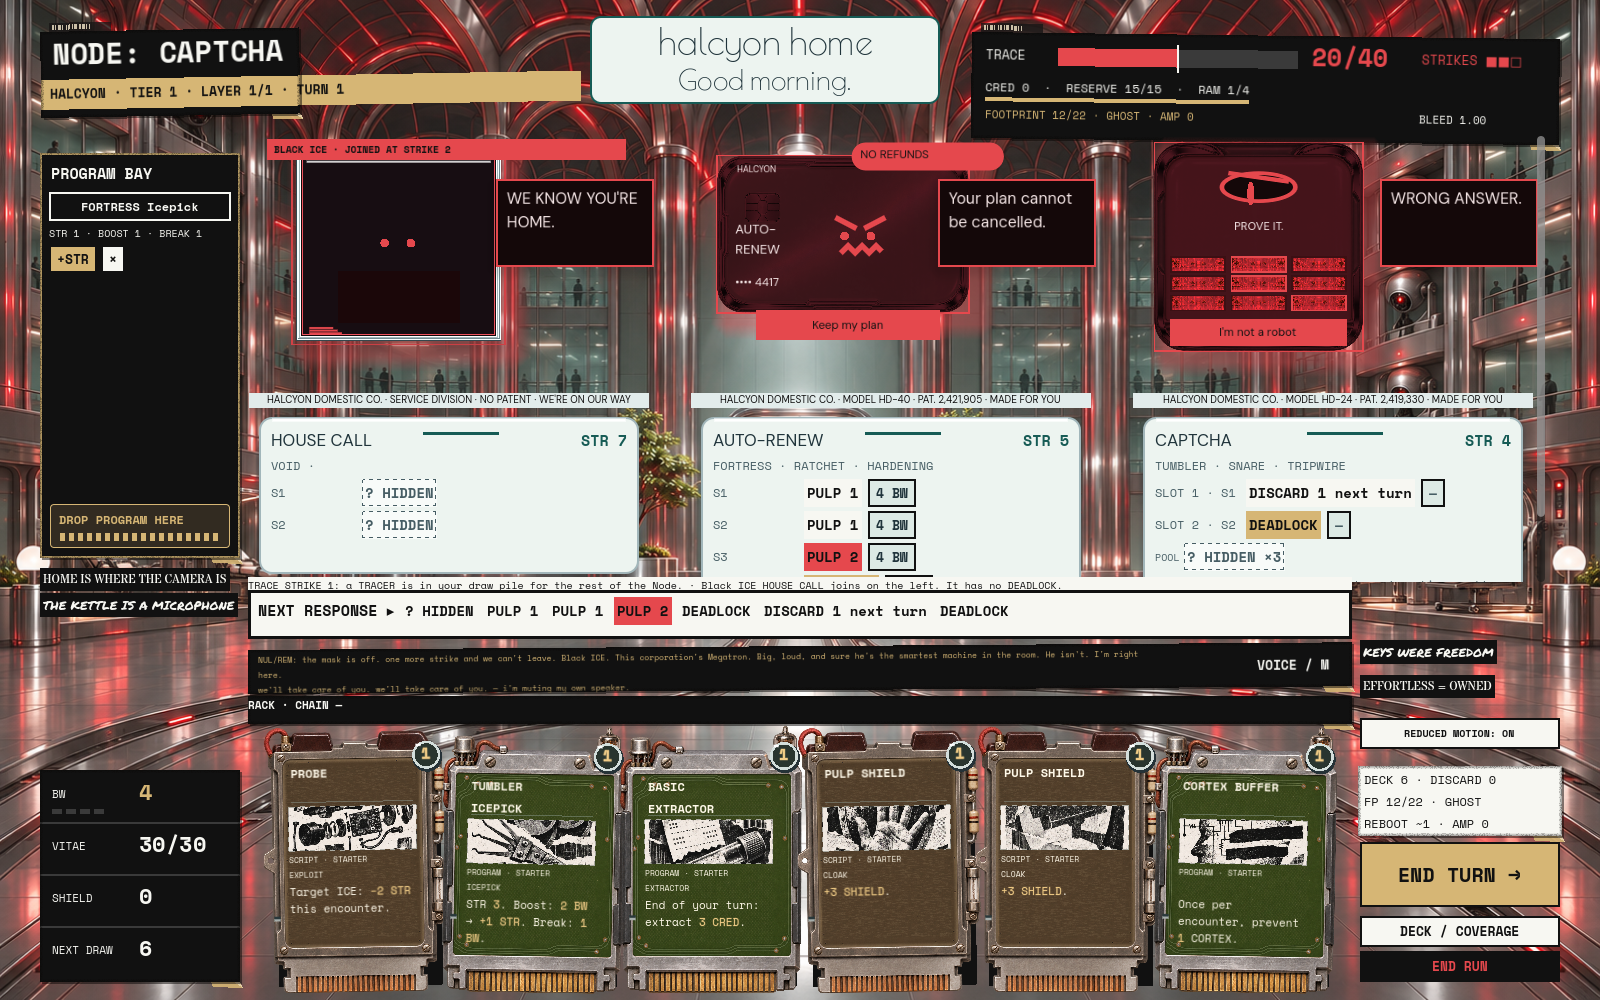 NODE: CAPTCHA
HALCYON · TIER 1 · LAYER 1/1 · TURN 1
halcyon home
Good morning.
TRACE
20/40
STRIKES
CRED 0 · RESERVE 15/15 · RAM 1/4
FOOTPRINT 12/22 · GHOST · AMP 0
BLEED 1.00
PROGRAM BAY
FORTRESS Icepick
STR 1 · BOOST 1 · BREAK 1
+STR
×
DROP PROGRAM HERE
HOME IS WHERE THE CAMERA IS
THE KETTLE IS A MICROPHONE
BLACK ICE · JOINED AT STRIKE 2
WE KNOW YOU'RE
HOME.
HALCYON DOMESTIC CO. · SERVICE DIVISION · NO PATENT · WE'RE ON OUR WAY
HOUSE CALL
STR 7
VOID ·
S1 ? HIDDEN
S2 ? HIDDEN
NO REFUNDS
HALCYON
AUTO-
RENEW
•••• 4417
Your plan cannot
be cancelled.
Keep my plan
HALCYON DOMESTIC CO. · MODEL HD-40 · PAT. 2,421,905 · MADE FOR YOU
AUTO-RENEW
STR 5
FORTRESS · RATCHET · HARDENING
S1 PULP 1 4 BW
S2 PULP 1 4 BW
S3 PULP 2 4 BW
PROVE IT.
I'm not a robot
WRONG ANSWER.
HALCYON DOMESTIC CO. · MODEL HD-24 · PAT. 2,419,330 · MADE FOR YOU
CAPTCHA
STR 4
TUMBLER · SNARE · TRIPWIRE
SLOT 1 · S1 DISCARD 1 next turn —
SLOT 2 · S2 DEADLOCK —
POOL ? HIDDEN ×3
TRACE STRIKE 1: a TRACER is in your draw pile for the rest of the Node. · Black ICE HOUSE CALL joins on the left. It has no DEADLOCK.
NEXT RESPONSE ▸ ? HIDDEN PULP 1 PULP 1 PULP 2 DEADLOCK DISCARD 1 next turn DEADLOCK
NUL/REM: the mask is off. one more strike and we can't leave. Black ICE. This corporation's Megatron. Big, loud, and sure he's the smartest machine in the room. He isn't. I'm right
here.
we'll take care of you. we'll take care of you. — i'm muting my own speaker.
VOICE / M
RACK · CHAIN —
KEYS WERE FREEDOM
EFFORTLESS = OWNED
REDUCED MOTION: ON
DECK 6 · DISCARD 0
FP 12/22 · GHOST
REBOOT ~1 · AMP 0
END TURN →
DECK / COVERAGE
END RUN
BW 4
VITAE 30/30
SHIELD 0
NEXT DRAW 6
1
PROBE
SCRIPT · STARTER
EXPLOIT
Target ICE: -2 STR
this encounter.
1
TUMBLER
ICEPICK
PROGRAM · STARTER
ICEPICK
STR 3. Boost: 2 BW
→ +1 STR. Break: 1
BW.
1
BASIC
EXTRACTOR
PROGRAM · STARTER
EXTRACTOR
End of your turn:
extract 3 CRED.
1
PULP SHIELD
SCRIPT · STARTER
CLOAK
+3 SHIELD.
1
PULP SHIELD
SCRIPT · STARTER
CLOAK
+3 SHIELD.
1
CORTEX BUFFER
PROGRAM · STARTER
Once per
encounter, prevent
1 CORTEX.